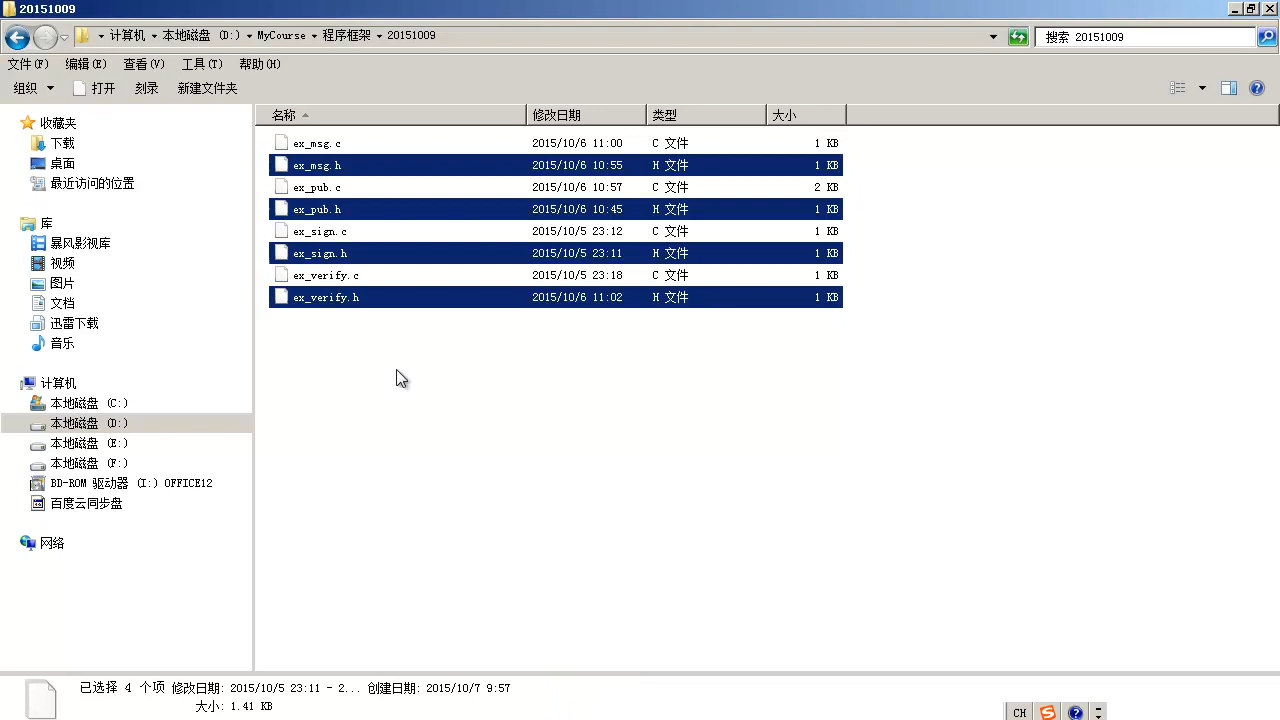 20151009
计算机 本地磁盘 (D:) MyCourse 程序框架 20151009
搜索 20151009
文件(F) 编辑(E) 查看(V) 工具(T) 帮助(H)
组织 打开 刻录 新建文件夹
名称 修改日期 类型 大小
ex_msg.c 2015/10/6 11:00 C 文件 1 KB
ex_msg.h 2015/10/6 10:55 H 文件 1 KB
ex_pub.c 2015/10/6 10:57 C 文件 2 KB
ex_pub.h 2015/10/6 10:45 H 文件 1 KB
ex_sign.c 2015/10/5 23:12 C 文件 1 KB
ex_sign.h 2015/10/5 23:11 H 文件 1 KB
ex_verify.c 2015/10/5 23:18 C 文件 1 KB
ex_verify.h 2015/10/6 11:02 H 文件 1 KB
收藏夹
下载
桌面
最近访问的位置
库
暴风影视库
视频
图片
文档
迅雷下载
音乐
计算机
本地磁盘 (C:)
本地磁盘 (D:)
本地磁盘 (E:)
本地磁盘 (F:)
BD-ROM 驱动器 (I:) OFFICE12
百度云同步盘
网络
已选择 4 个项 修改日期: 2015/10/5 23:11 - 2... 创建日期: 2015/10/7 9:57
大小: 1.41 KB
CH